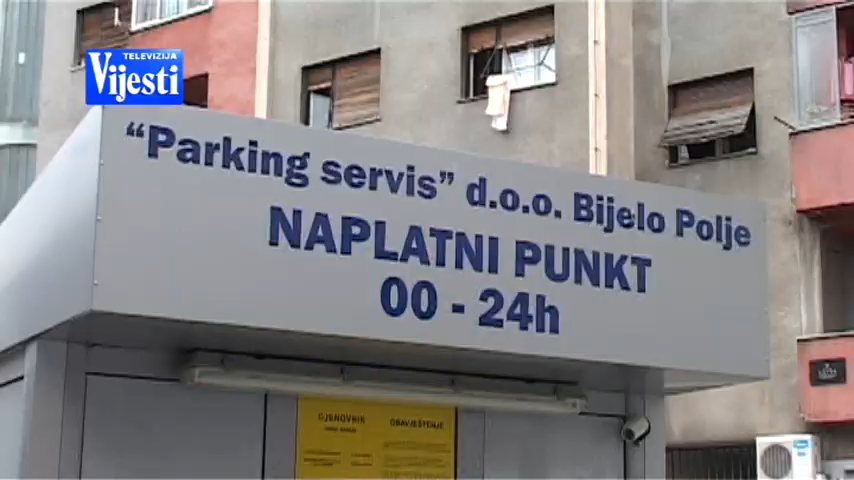 TELEVIZIJA
Vijesti
“Parking servis” d.o.o. Bijelo Polje
NAPLATNI PUNKT
00 - 24h
CJENOVNIK
OBAVJEŠTENJE